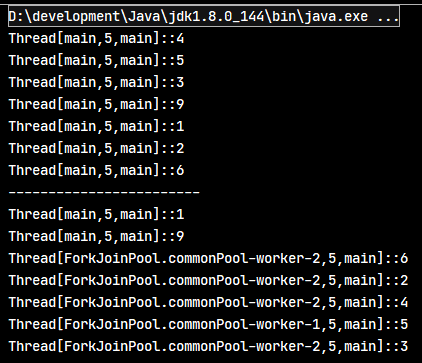 D:\development\Java\jdk1.8.0_144\bin\java.exe ...
Thread[main,5,main]::4
Thread[main,5,main]::5
Thread[main,5,main]::3
Thread[main,5,main]::9
Thread[main,5,main]::1
Thread[main,5,main]::2
Thread[main,5,main]::6
------------------------
Thread[main,5,main]::1
Thread[main,5,main]::9
Thread[ForkJoinPool.commonPool-worker-2,5,main]::6
Thread[ForkJoinPool.commonPool-worker-2,5,main]::2
Thread[ForkJoinPool.commonPool-worker-2,5,main]::4
Thread[ForkJoinPool.commonPool-worker-1,5,main]::5
Thread[ForkJoinPool.commonPool-worker-2,5,main]::3